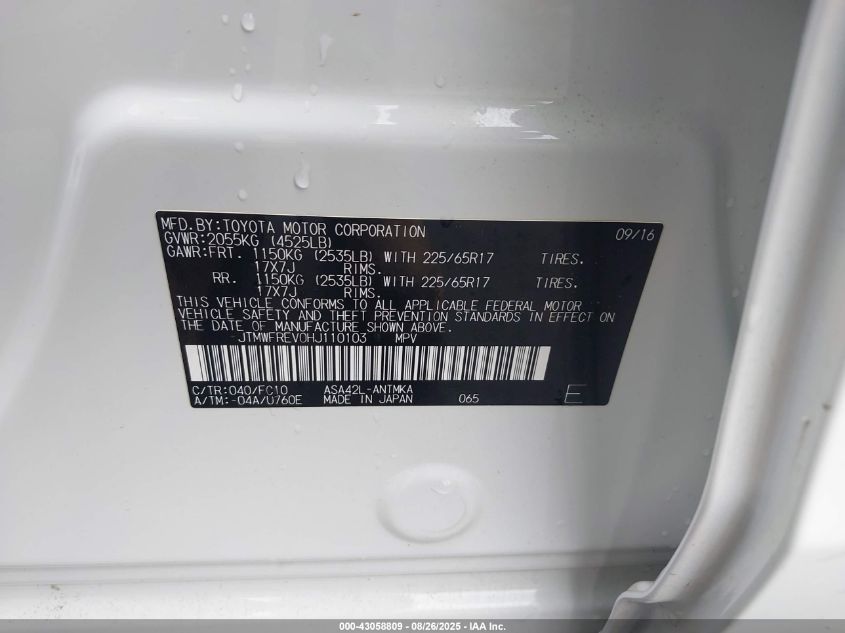 MFD. BY:TOYOTA MOTOR CORPORATION 09/16
GVWR:2055KG (4525LB)
GAWR:FRT. 1150KG (2535LB) WITH 225/65R17 TIRES.
17X7J RIMS.
RR. 1150KG (2535LB) WITH 225/65R17 TIRES.
17X7J RIMS.
THIS VEHICLE CONFORMS TO ALL APPLICABLE FEDERAL MOTOR
VEHICLE SAFETY AND THEFT PREVENTION STANDARDS IN EFFECT ON
THE DATE OF MANUFACTURE SHOWN ABOVE.
JTMWFREV0HJ110103 MPV
C/TR:040/FC10 ASA42L-ANTMKA
A/TM:-04A/U760E MADE IN JAPAN 065 E
000-43058809 - 08/26/2025 - IAA Inc.